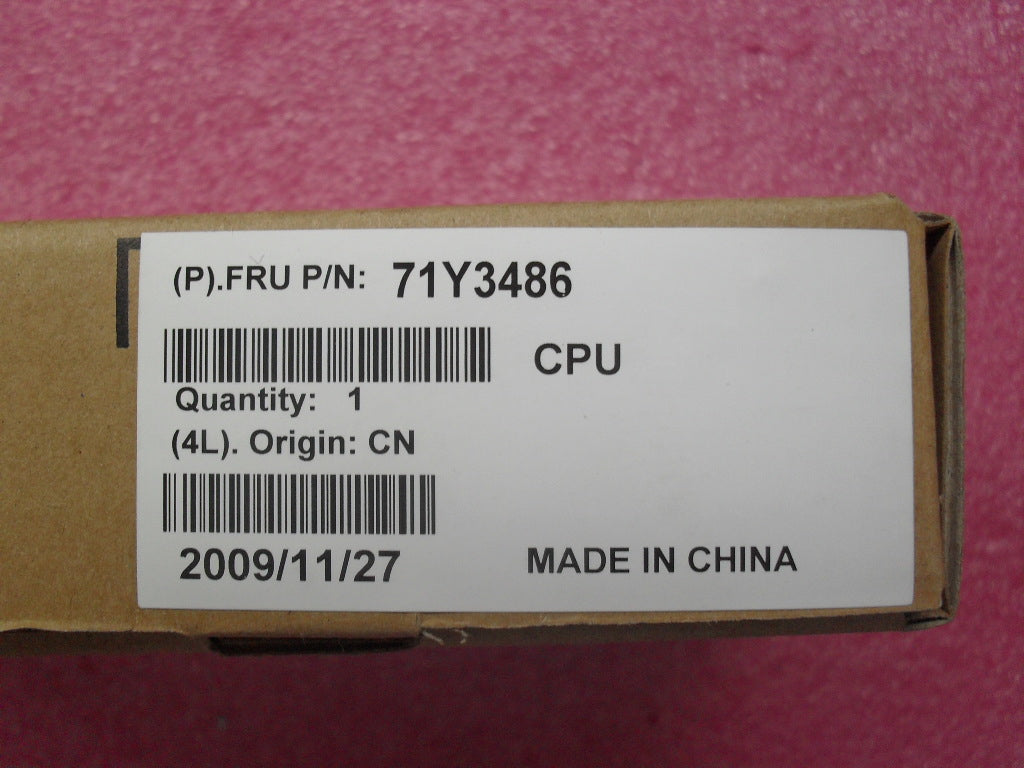 (P).FRU P/N: 71Y3486
CPU
Quantity: 1
(4L). Origin: CN
2009/11/27
MADE IN CHINA